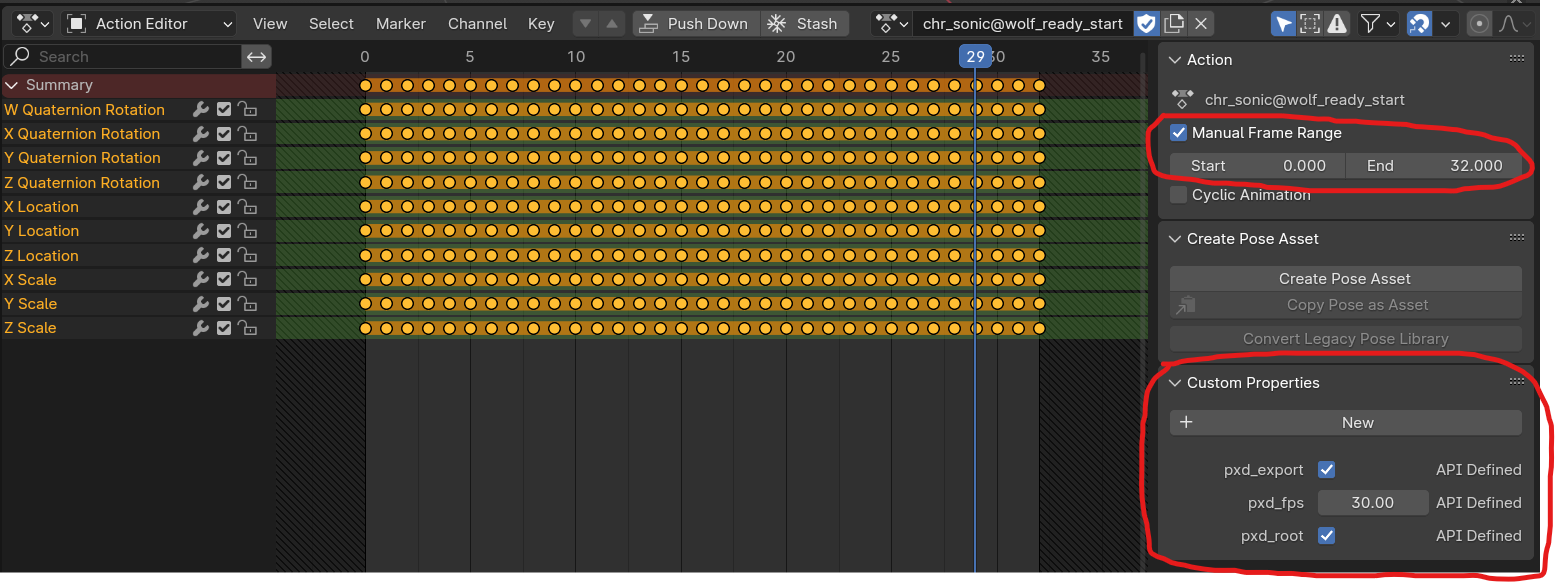 Action Editor View Select Marker Channel Key Push Down Stash chr_sonic@wolf_ready_start
Search 0 5 10 15 20 25 29 30 35
Summary
W Quaternion Rotation
X Quaternion Rotation
Y Quaternion Rotation
Z Quaternion Rotation
X Location
Y Location
Z Location
X Scale
Y Scale
Z Scale
Action
chr_sonic@wolf_ready_start
Manual Frame Range
Start 0.000 End 32.000
Cyclic Animation
Create Pose Asset
Create Pose Asset
Copy Pose as Asset
Convert Legacy Pose Library
Custom Properties
New
pxd_export API Defined
pxd_fps 30.00 API Defined
pxd_root API Defined